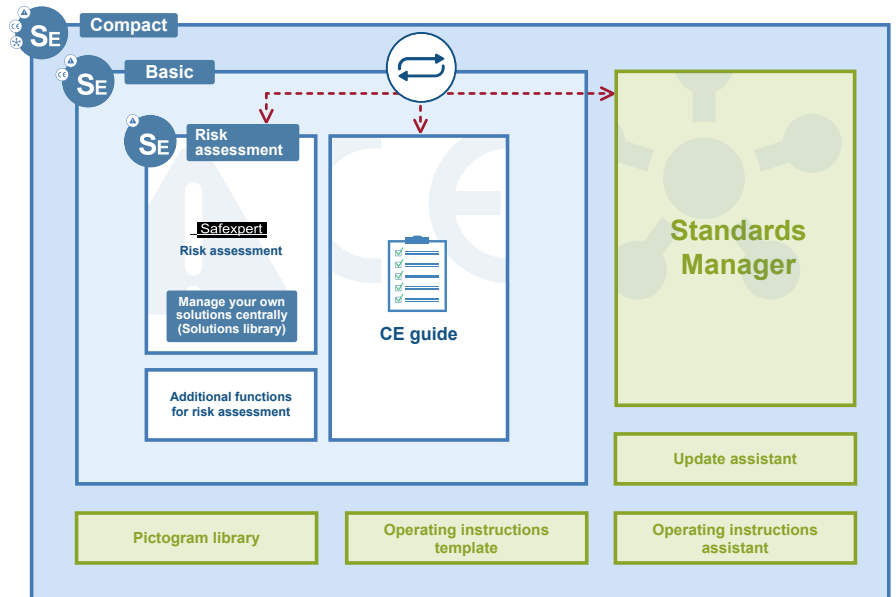 SE
Compact
SE
Basic
SE
Risk
assessment
Safexpert
Risk assessment
Manage your own
solutions centrally
(Solutions library)
Additional functions
for risk assessment
CE
CE guide
Standards
Manager
Update assistant
Pictogram library
Operating instructions
template
Operating instructions
assistant